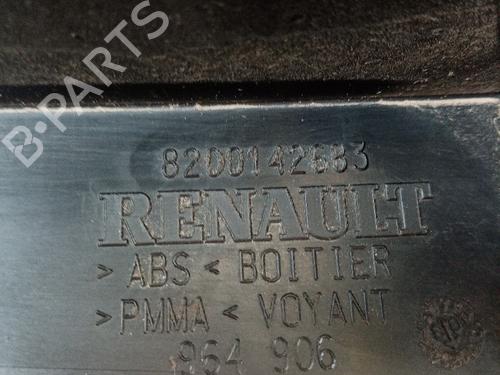 B-PARTS
8200142683
RENAULT
> ABS < BOITIER
> PMMA < VOYANT
964 906